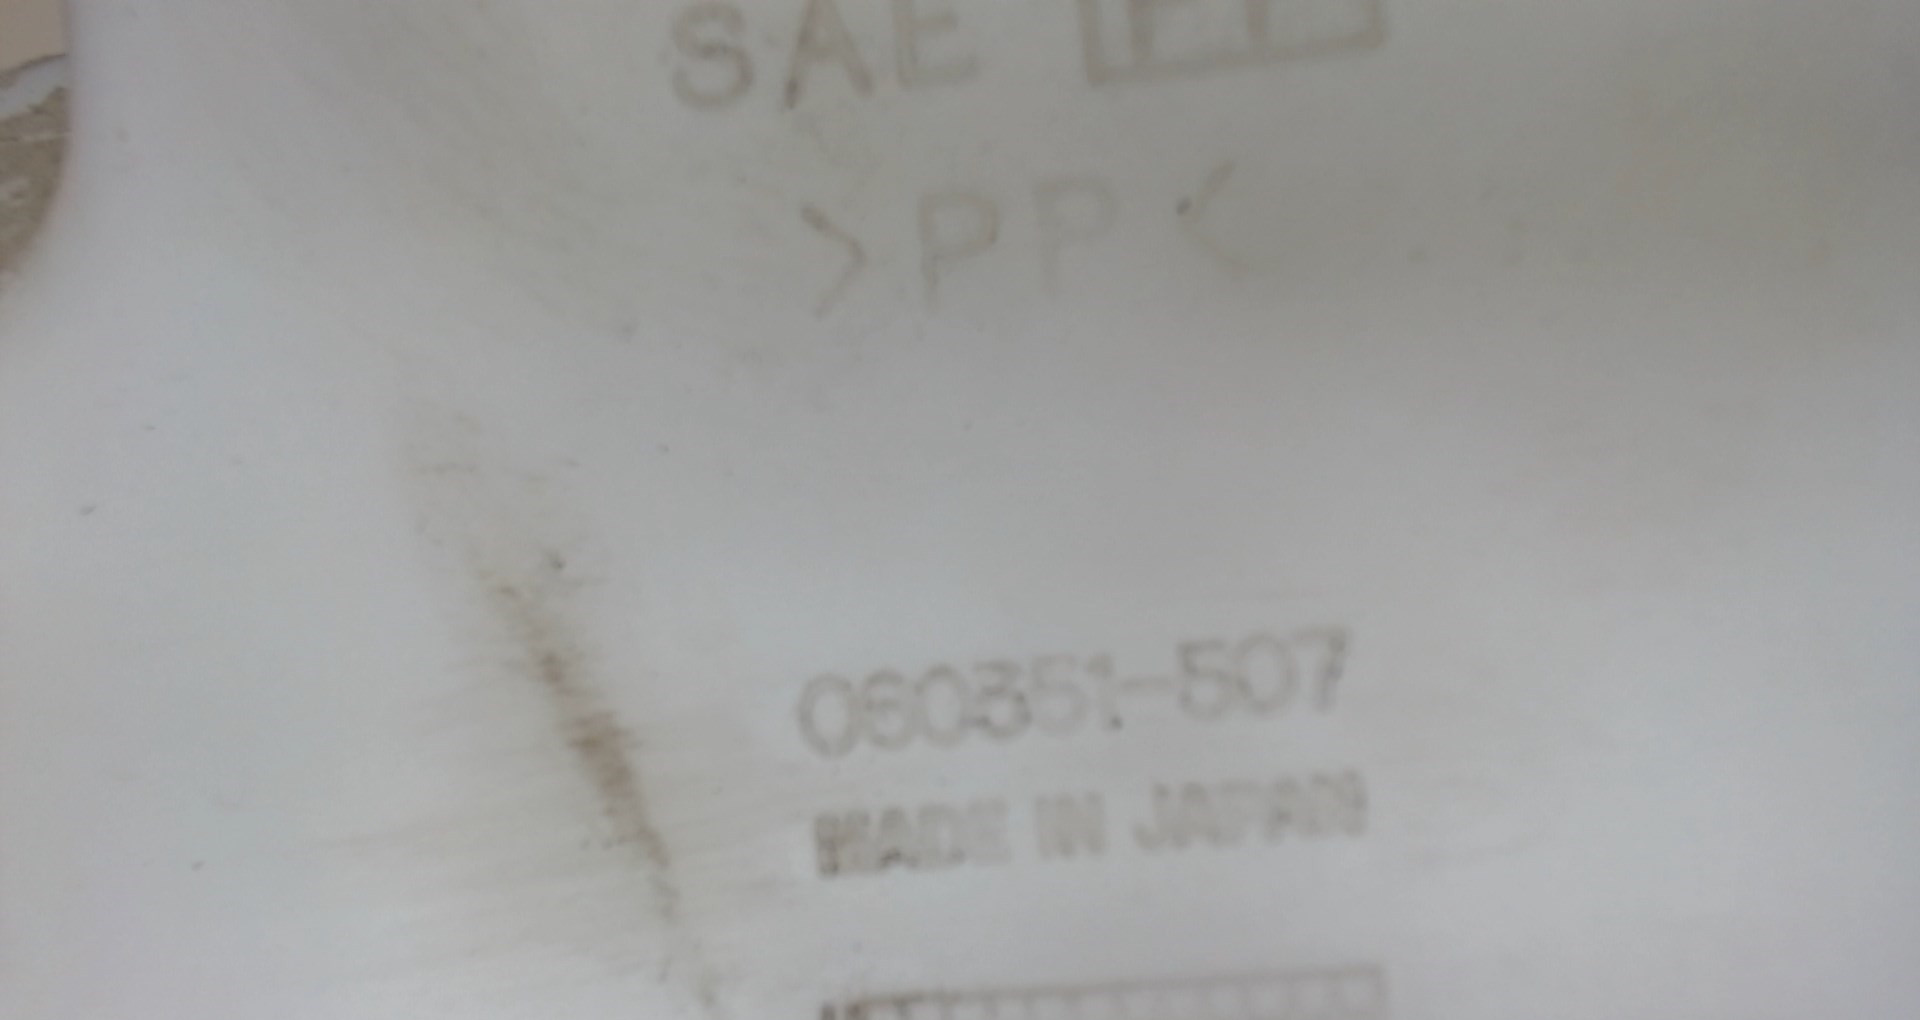 SAE
>PP<
060351-507
MADE IN JAPAN